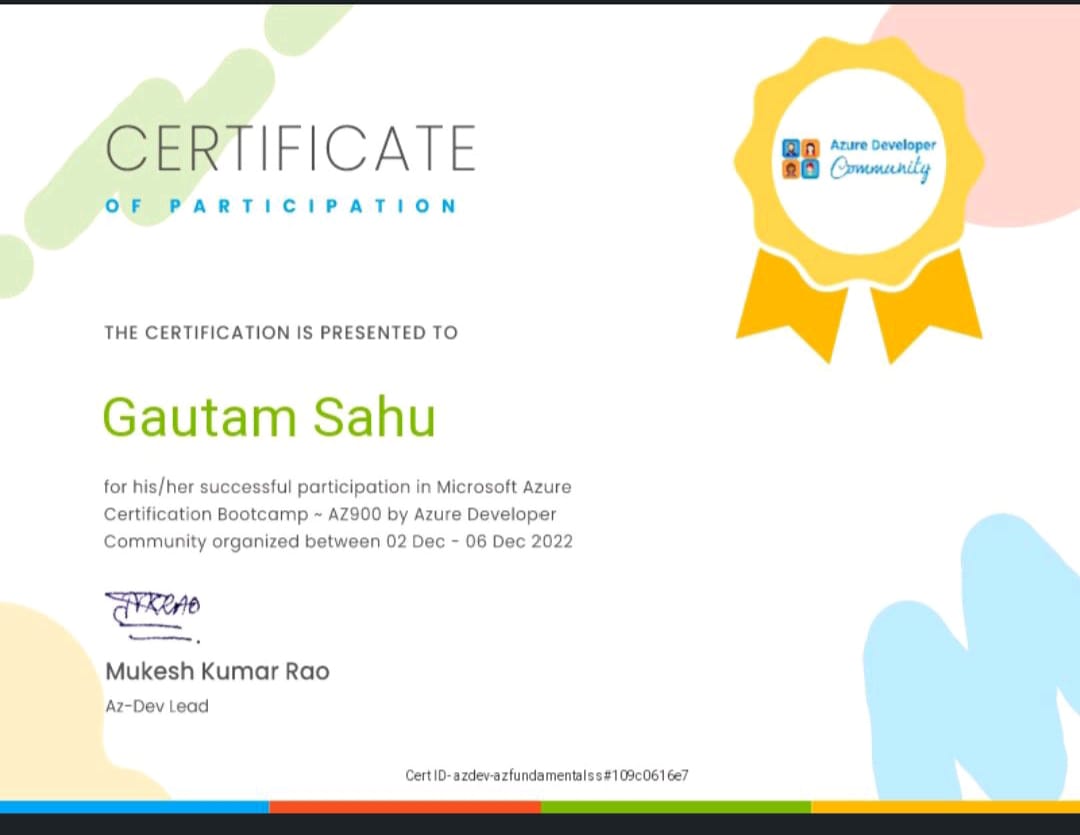 CERTIFICATE
OF PARTICIPATION
Azure Developer
Community
THE CERTIFICATION IS PRESENTED TO
Gautam Sahu
for his/her successful participation in Microsoft Azure
Certification Bootcamp ~ AZ900 by Azure Developer
Community organized between 02 Dec - 06 Dec 2022
Mukesh Kumar Rao
Az-Dev Lead
Cert ID- azdev-azfundamentalss#109c0616e7